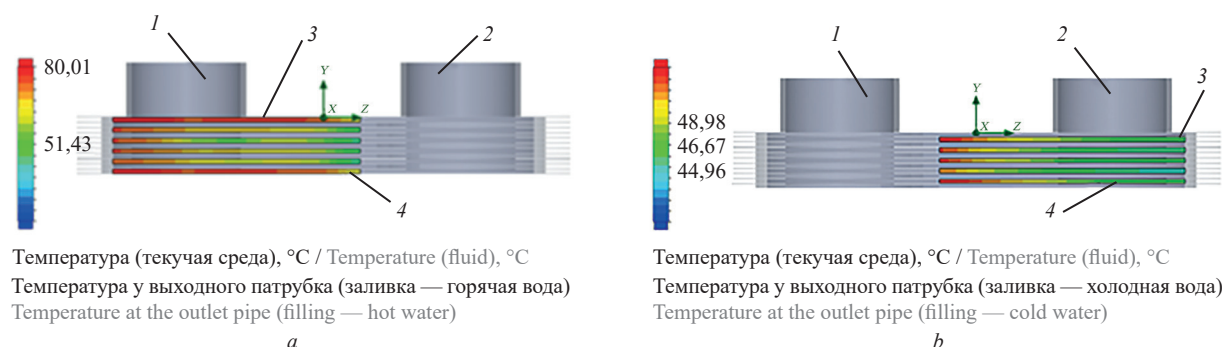 1
3
2
80,01
51,43
Y
X
Z
4
Температура (текучая среда), °C / Temperature (fluid), °C
Температура у выходного патрубка (заливка — горячая вода)
Temperature at the outlet pipe (filling — hot water)
a
1
2
3
48,98
46,67
44,96
Y
X
Z
4
Температура (текучая среда), °C / Temperature (fluid), °C
Температура у выходного патрубка (заливка — холодная вода)
Temperature at the outlet pipe (filling — cold water)
b